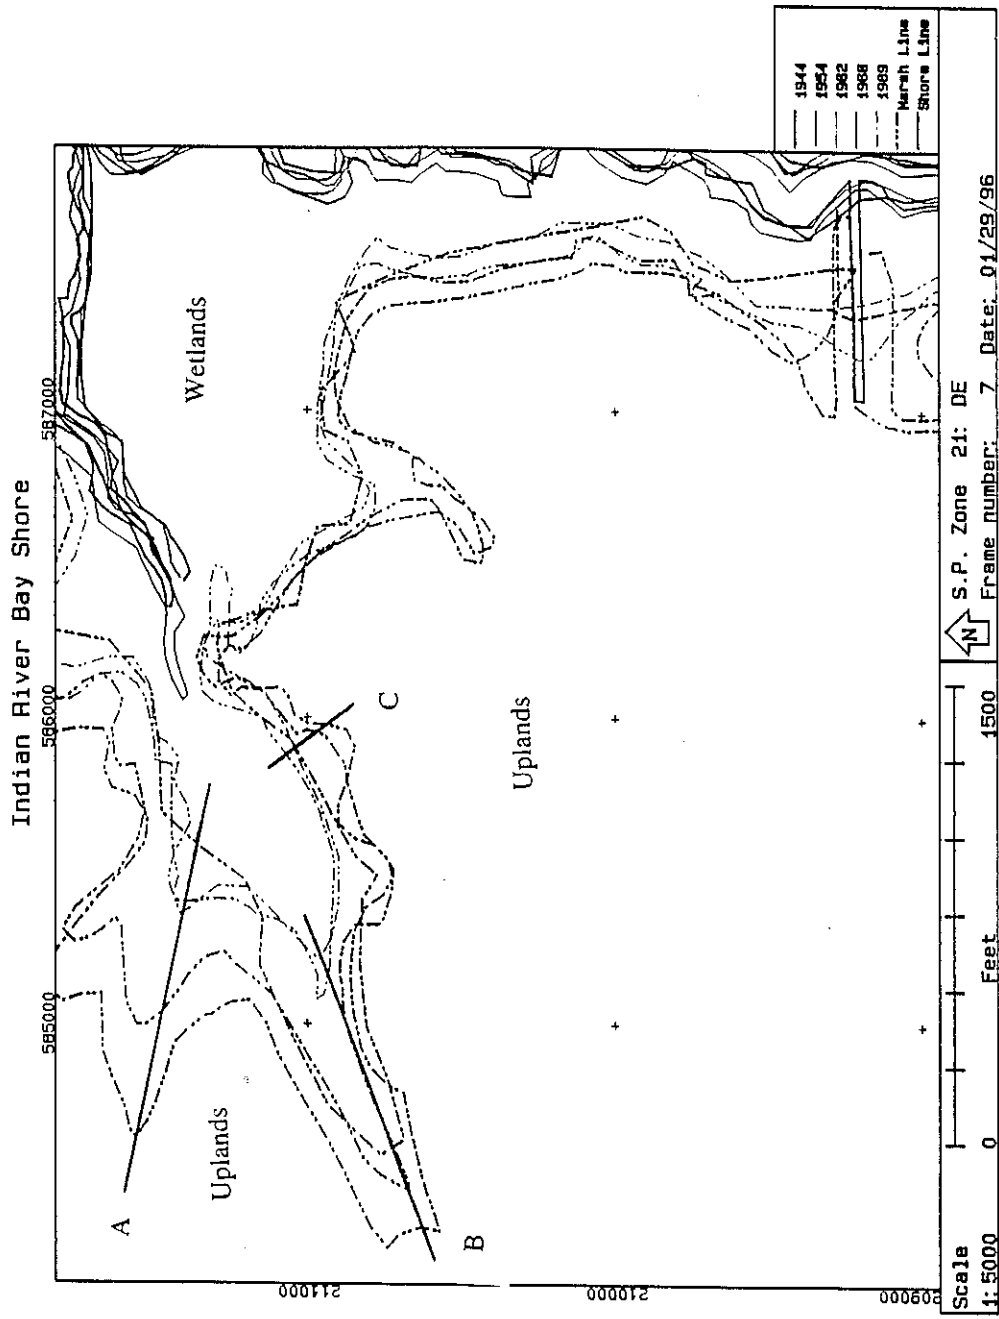 Indian River Bay Shore
585000
586000
587000
211000
210000
209000
A
Uplands
B
C
Wetlands
Uplands
1944
1954
1962
1968
1989
Marsh Line
Shore Line
Scale
1:5000
0
Feet
1500
N
S.P. Zone 21: DE
Frame number: 7 Date: 01/29/96